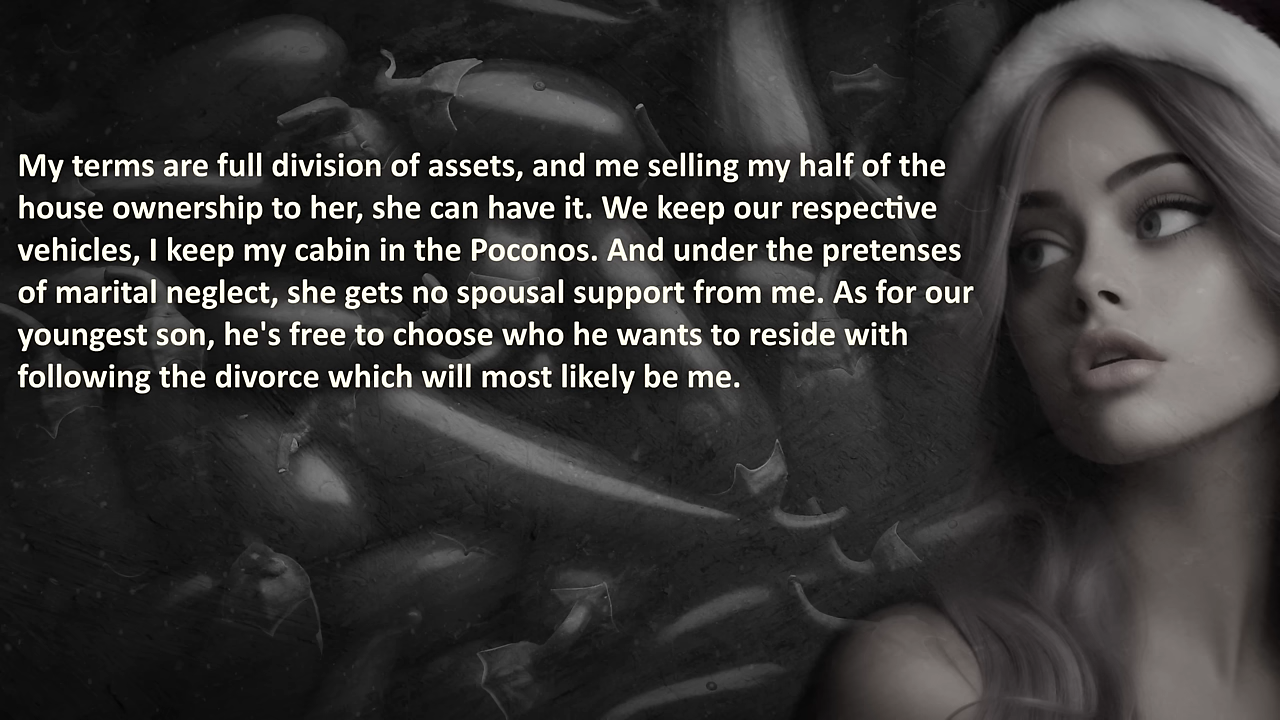 My terms are full division of assets, and me selling my half of the
house ownership to her, she can have it. We keep our respective
vehicles, I keep my cabin in the Poconos. And under the pretenses
of marital neglect, she gets no spousal support from me. As for our
youngest son, he's free to choose who he wants to reside with
following the divorce which will most likely be me.